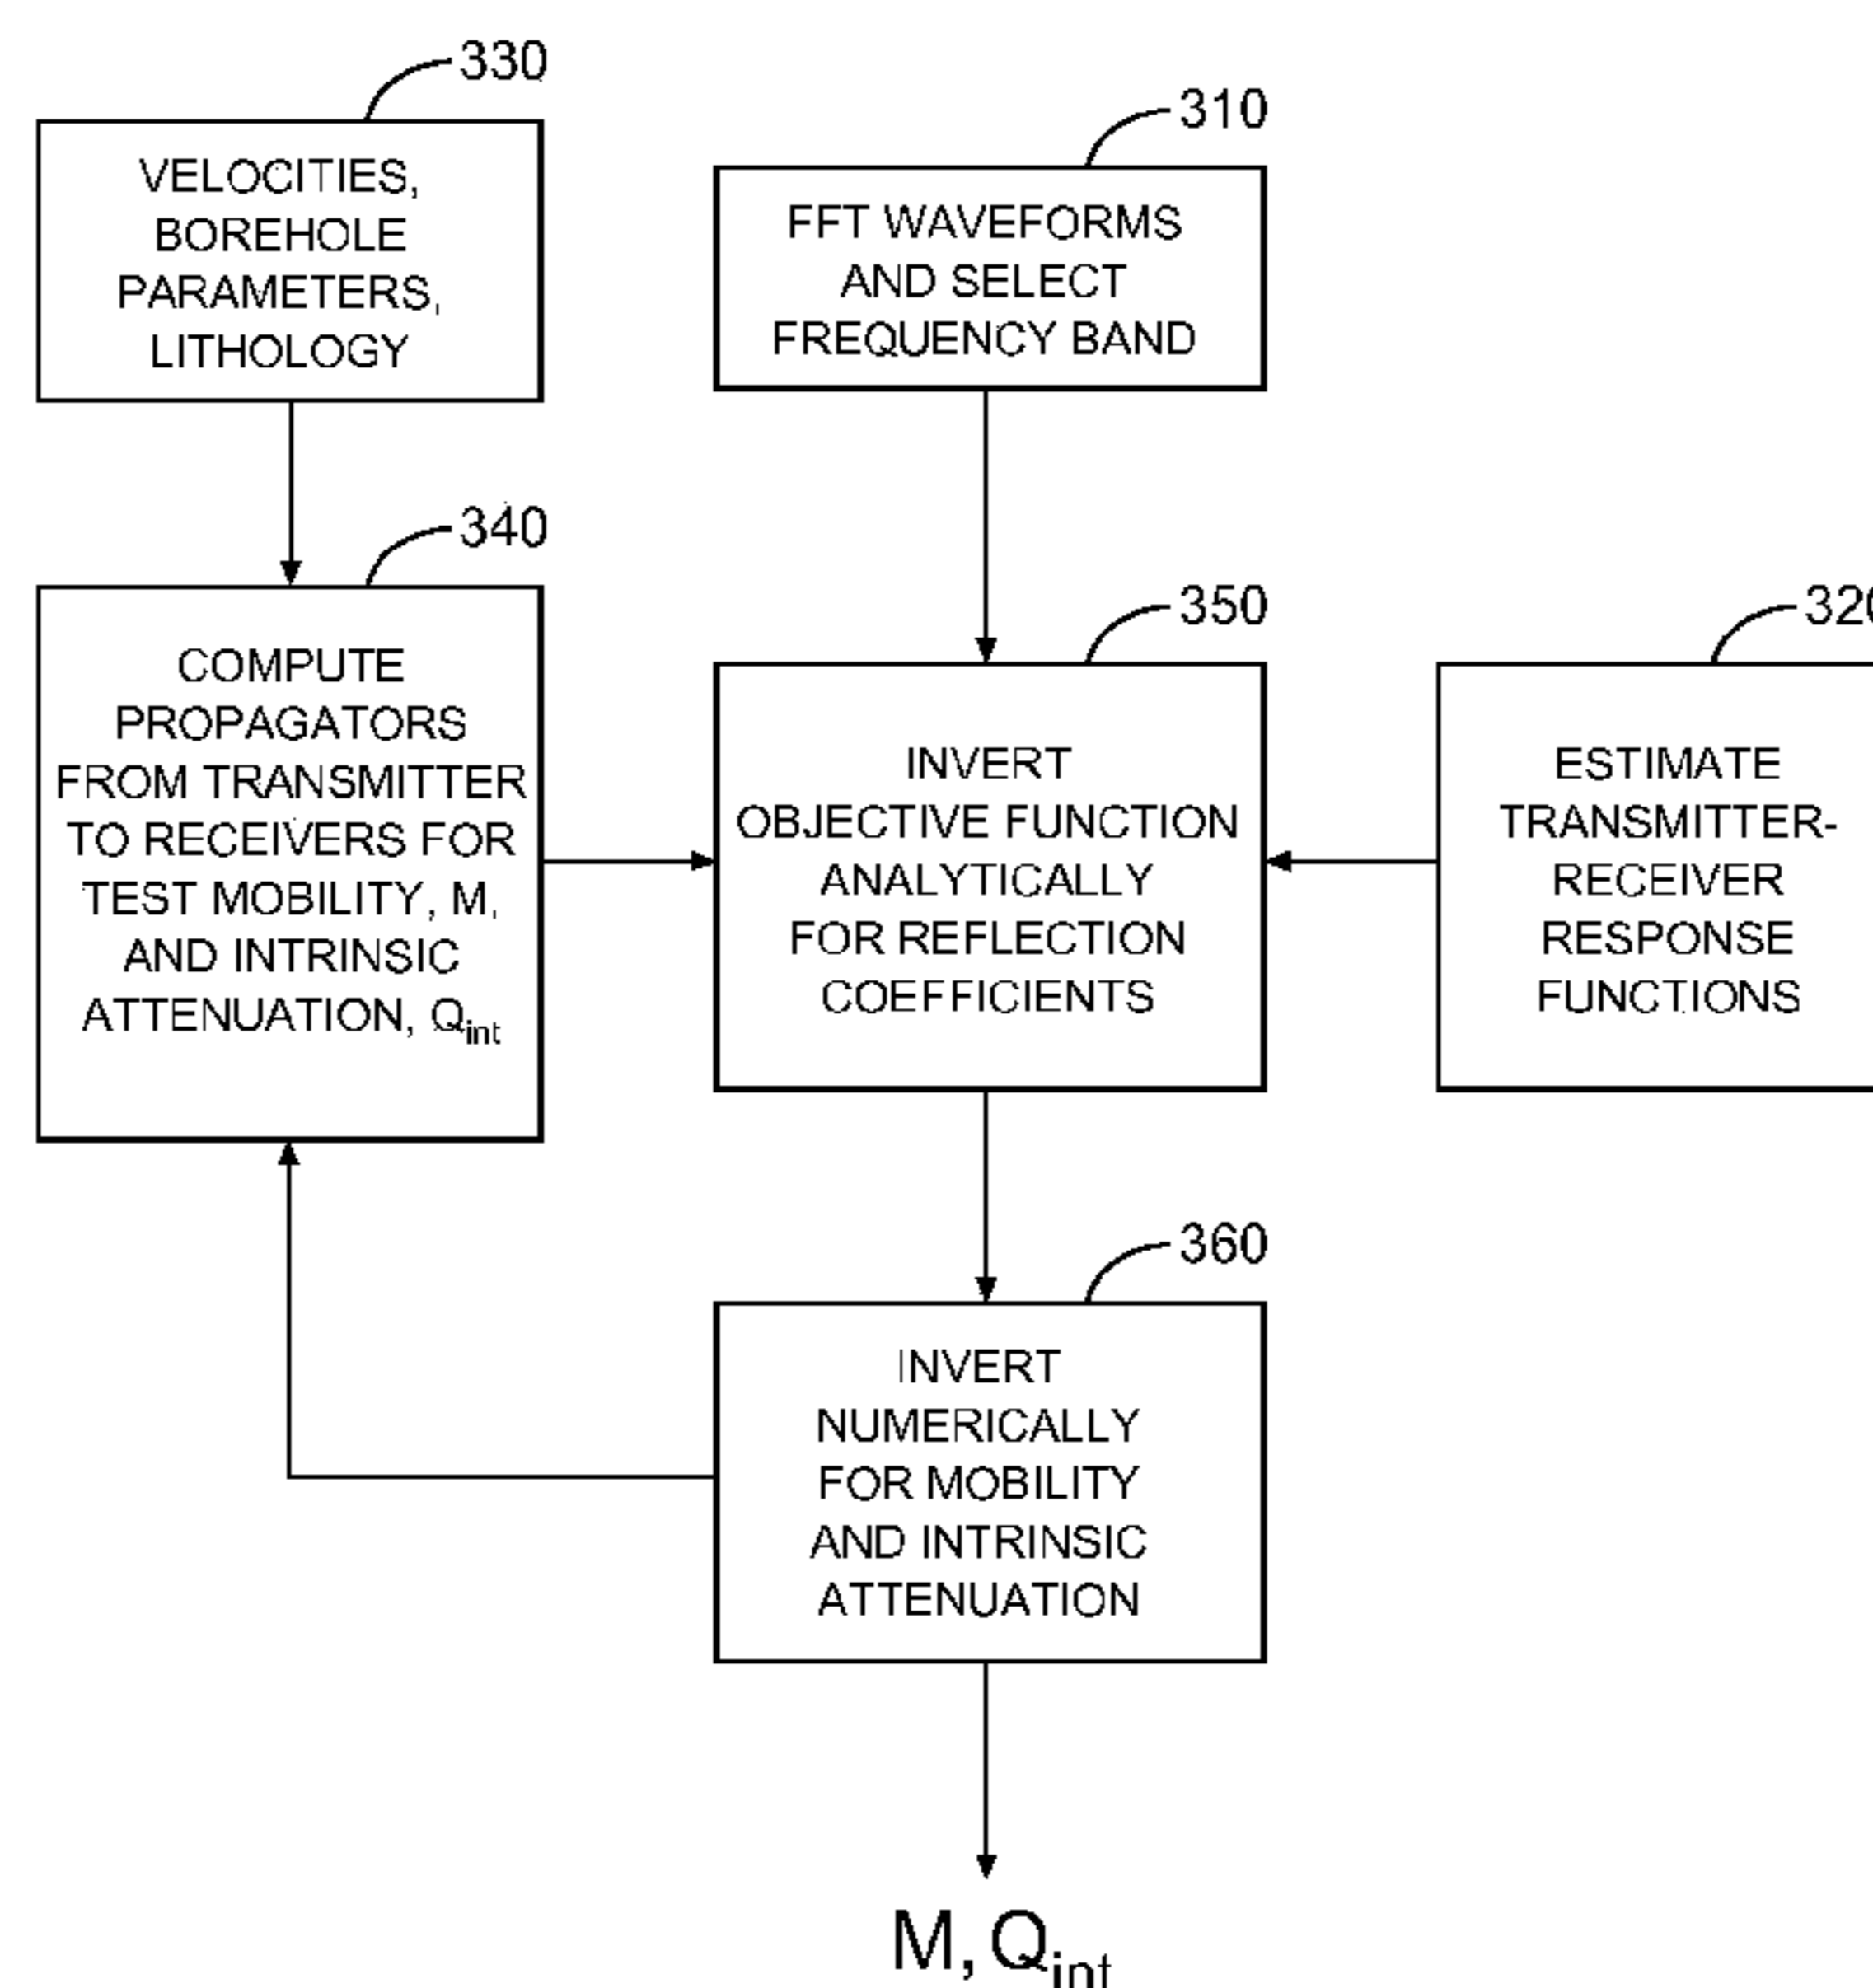 330
VELOCITIES,
BOREHOLE
PARAMETERS,
LITHOLOGY
310
FFT WAVEFORMS
AND SELECT
FREQUENCY BAND
340
COMPUTE
PROPAGATORS
FROM TRANSMITTER
TO RECEIVERS FOR
TEST MOBILITY, M,
AND INTRINSIC
ATTENUATION, Qint
350
INVERT
OBJECTIVE FUNCTION
ANALYTICALLY
FOR REFLECTION
COEFFICIENTS
320
ESTIMATE
TRANSMITTER-
RECEIVER
RESPONSE
FUNCTIONS
360
INVERT
NUMERICALLY
FOR MOBILITY
AND INTRINSIC
ATTENUATION
M, Qint